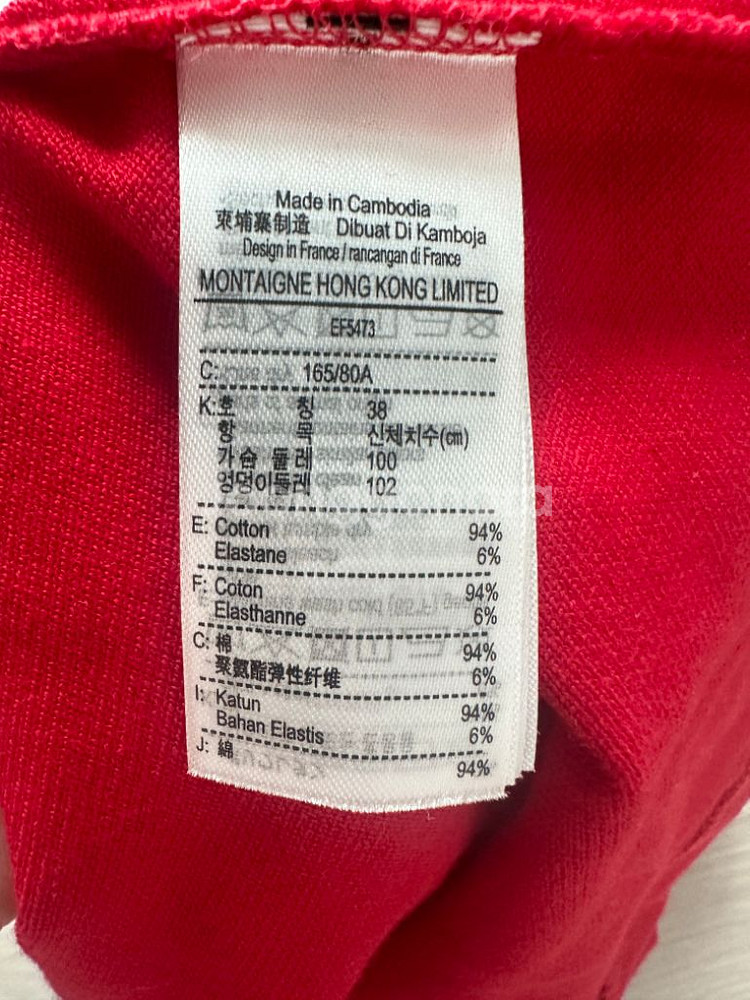 Made in Cambodia
柬埔寨制造 Dibuat Di Kamboja
Design in France / rancangan di France
MONTAIGNE HONG KONG LIMITED
EF5473
C: 165/80A
K: 호 칭 38
항 목 신체치수(cm)
가슴 둘레 100
엉덩이둘레 102
E: Cotton 94%
Elastane 6%
F: Coton 94%
Elasthanne 6%
C: 棉 94%
聚氨酯弹性纤维 6%
I: Katun 94%
Bahan Elastis 6%
J: 綿 94%